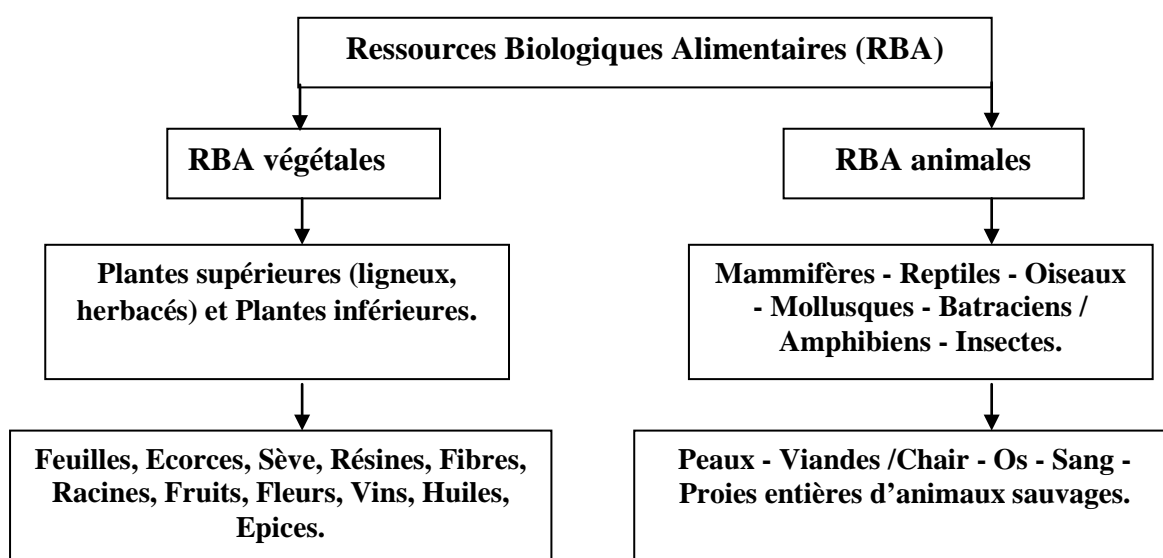 Ressources Biologiques Alimentaires (RBA)
RBA végétales
RBA animales
Plantes supérieures (ligneux,
herbacés) et Plantes inférieures.
Mammifères - Reptiles - Oiseaux
- Mollusques - Batraciens /
Amphibiens - Insectes.
Feuilles, Ecorces, Sève, Résines, Fibres,
Racines, Fruits, Fleurs, Vins, Huiles,
Epices.
Peaux - Viandes /Chair - Os - Sang -
Proies entières d'animaux sauvages.